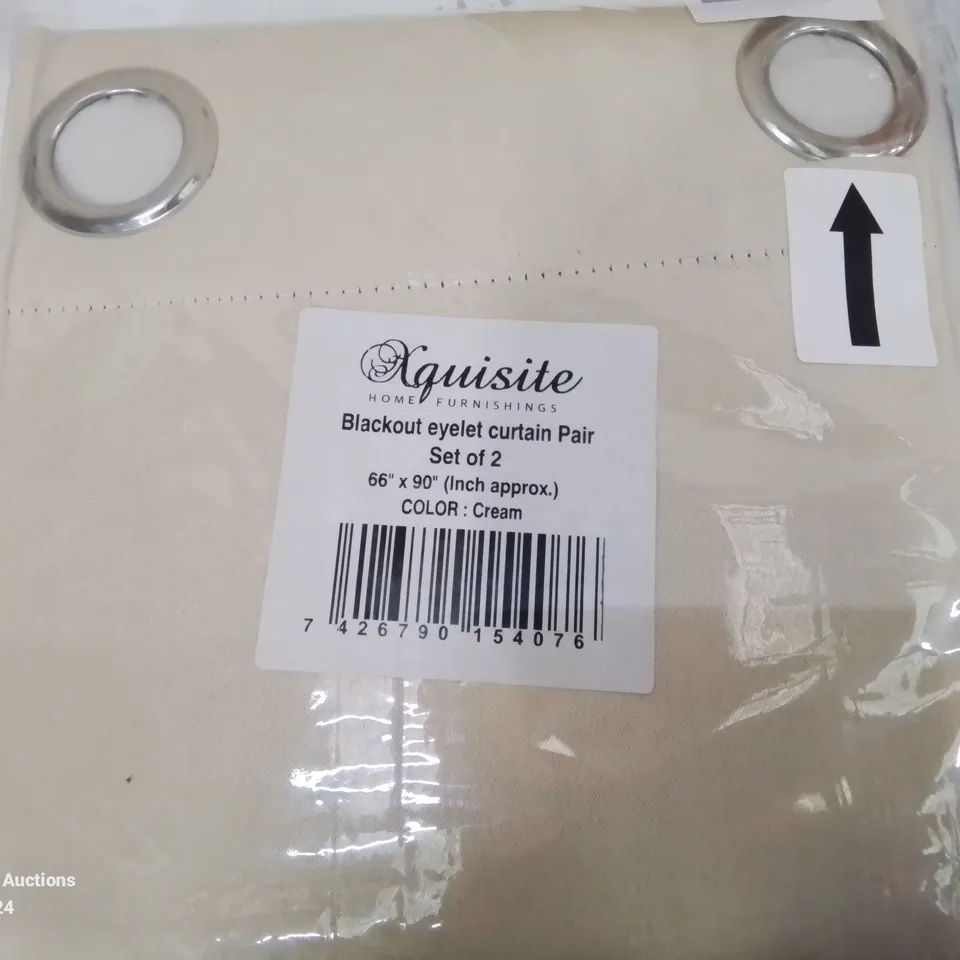 Xquisite
HOME FURNISHINGS
Blackout eyelet curtain Pair
Set of 2
66" x 90" (Inch approx.)
COLOR : Cream
7 426790 154076
Auctions
24